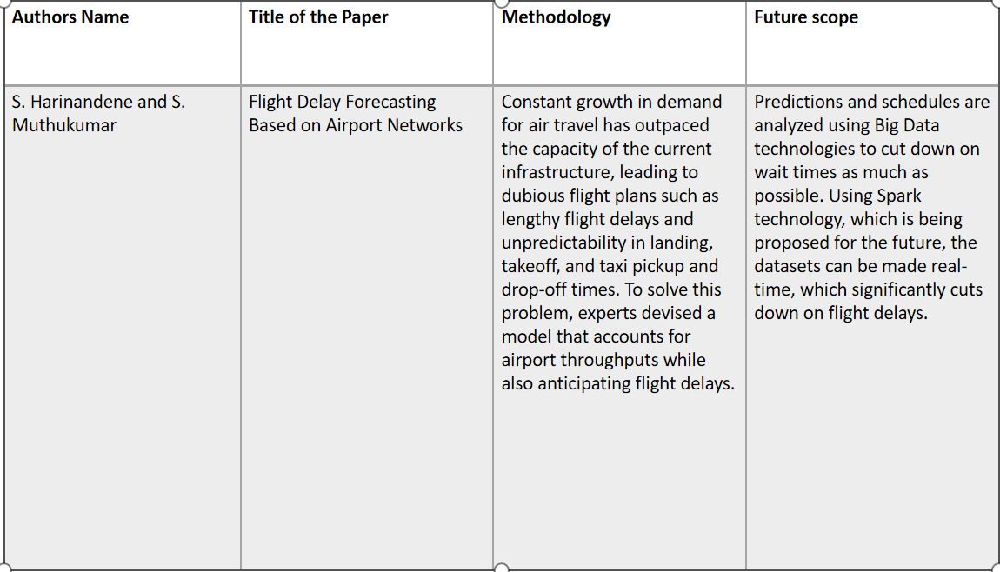 Authors Name
Title of the Paper
Methodology
Future scope
S. Harinandene and S.
Muthukumar
Flight Delay Forecasting
Based on Airport Networks
Constant growth in demand
for air travel has outpaced
the capacity of the current
infrastructure, leading to
dubious flight plans such as
lengthy flight delays and
unpredictability in landing,
takeoff, and taxi pickup and
drop-off times. To solve this
problem, experts devised a
model that accounts for
airport throughputs while
also anticipating flight delays.
Predictions and schedules are
analyzed using Big Data
technologies to cut down on
wait times as much as
possible. Using Spark
technology, which is being
proposed for the future, the
datasets can be made real-
time, which significantly cuts
down on flight delays.